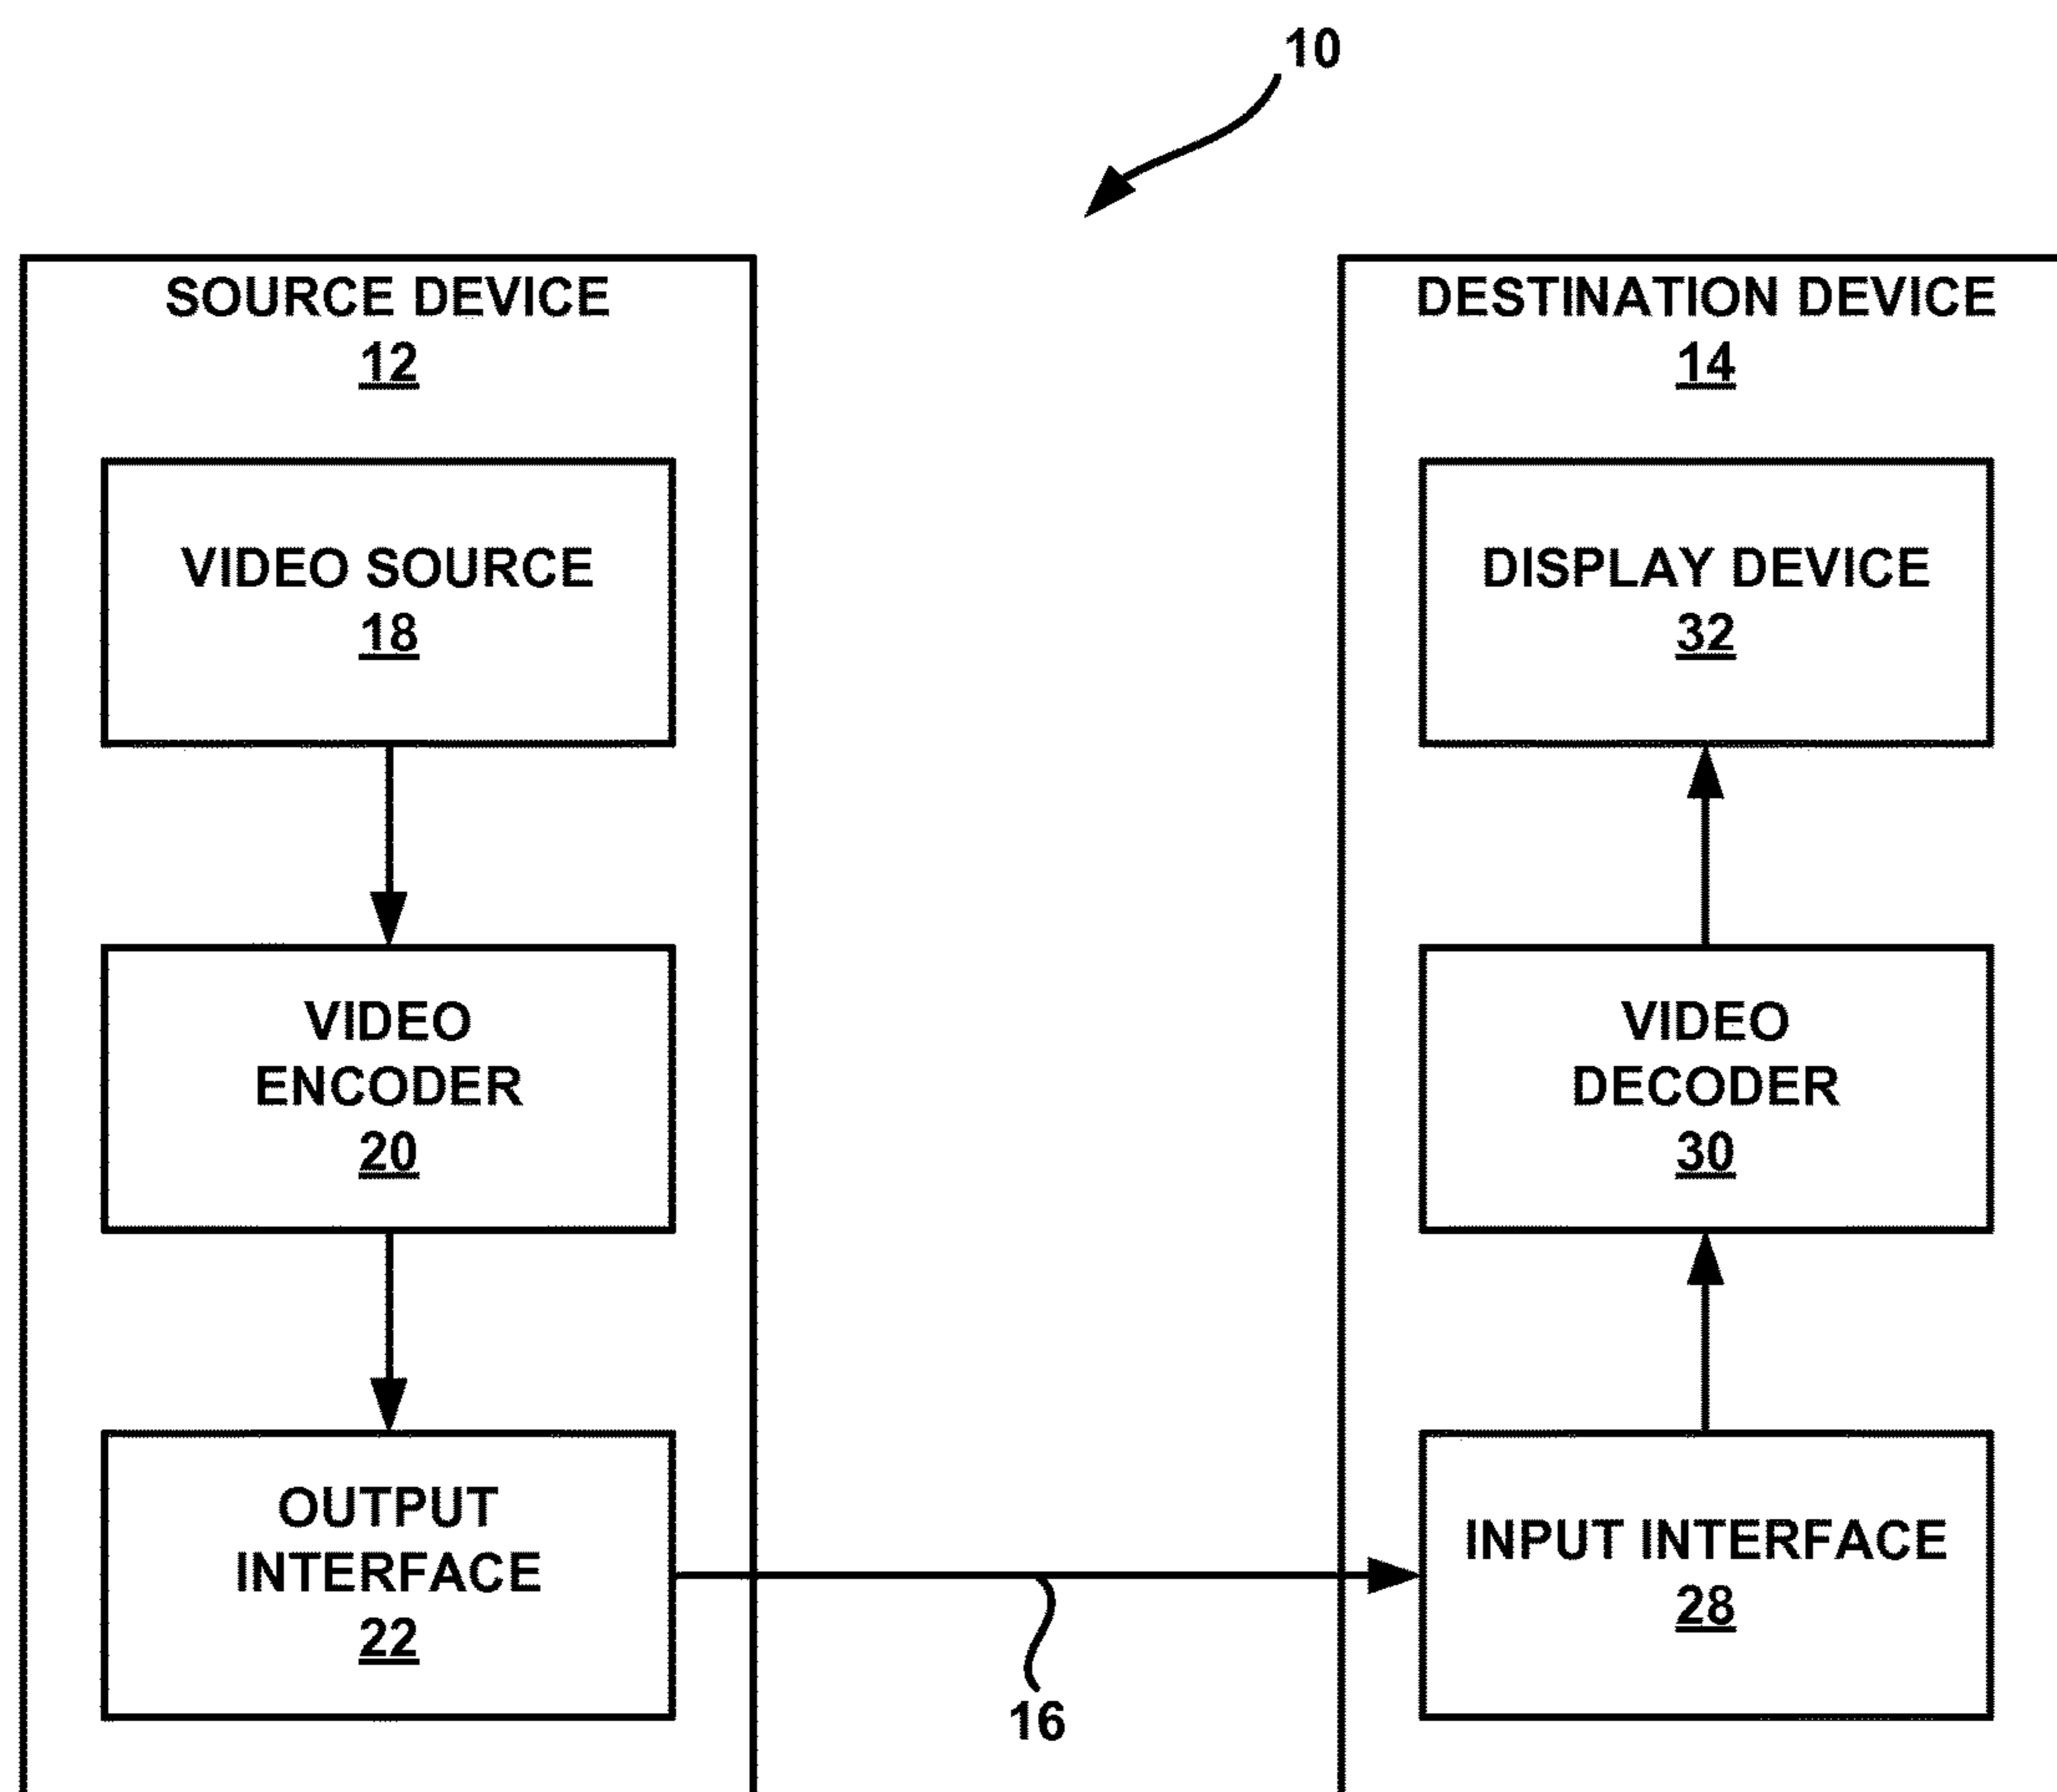 10
SOURCE DEVICE
12
VIDEO SOURCE
18
VIDEO
ENCODER
20
OUTPUT
INTERFACE
22
16
DESTINATION DEVICE
14
DISPLAY DEVICE
32
VIDEO
DECODER
30
INPUT INTERFACE
28